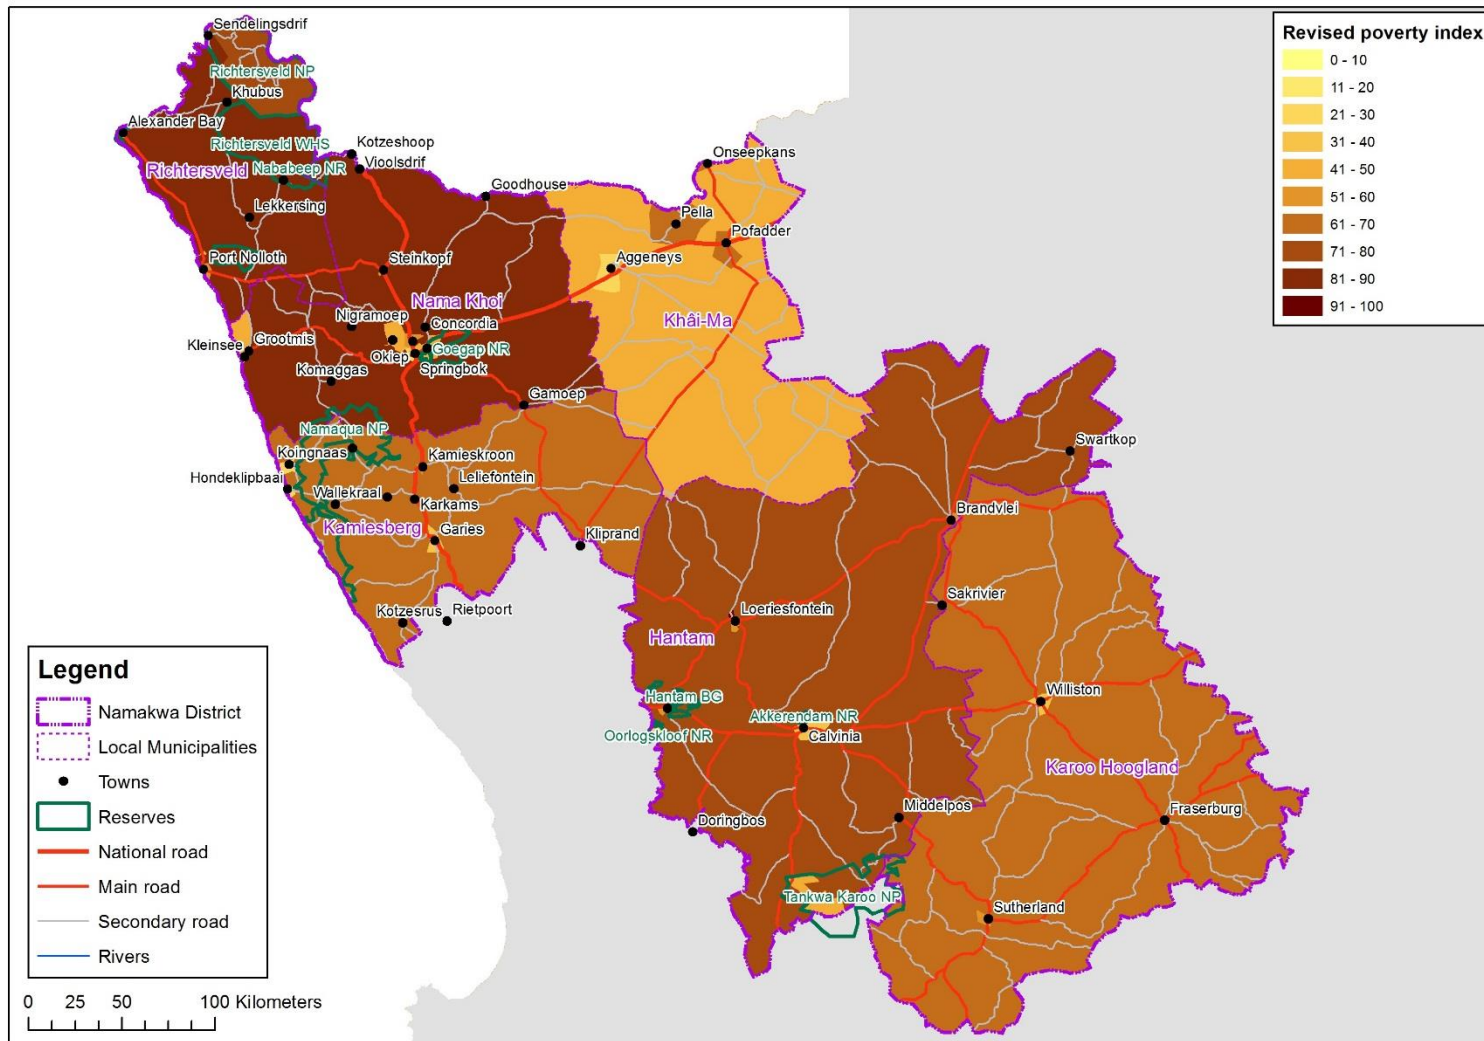 Revised poverty index
0 - 10
11 - 20
21 - 30
31 - 40
41 - 50
51 - 60
61 - 70
71 - 80
81 - 90
91 - 100
Sendelingsdrif
Richtersveld NP
Khubus
Alexander Bay
Richtersveld WHS
Kotzeshoop
Vioolsdrif
Richtersveld
Nababeep NR
Goodhouse
Onseepkans
Lekkersing
Pella
Pofadder
Port Nolloth
Steinkopf
Aggeneys
Nama Khoi
Khâi-Ma
Nigramoep
Concordia
Kleinsee
Grootmis
Okiep
Goegap NR
Springbok
Komaggas
Gamoep
Namaqua NP
Koingnaas
Kamieskroon
Swartkop
Hondeklipbaai
Leliefontein
Wallekraal
Karkams
Kamiesberg
Garies
Kliprand
Brandvlei
Sakrivier
Kotzesrus
Rietpoort
Loeriesfontein
Hantam
Hantam BG
Williston
Akkerendam NR
Oorlogskloof NR
Calvinia
Karoo Hoogland
Middelpos
Fraserburg
Doringbos
Tankwa Karoo NP
Sutherland
Legend
Namakwa District
Local Municipalities
Towns
Reserves
National road
Main road
Secondary road
Rivers
0 25 50 100 Kilometers